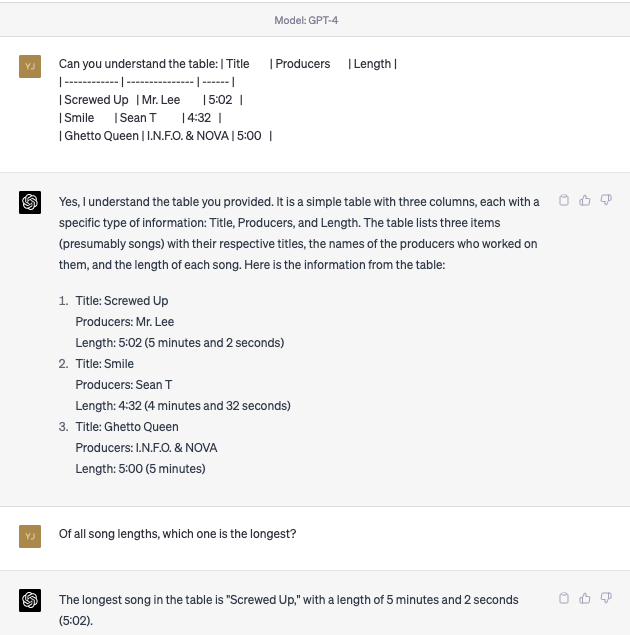 Model: GPT-4
YJ
Can you understand the table: | Title | Producers | Length |
|------------|---------------|------|
| Screwed Up | Mr. Lee | 5:02 |
| Smile | Sean T | 4:32 |
| Ghetto Queen | I.N.F.O. & NOVA | 5:00 |
Yes, I understand the table you provided. It is a simple table with three columns, each with a
specific type of information: Title, Producers, and Length. The table lists three items
(presumably songs) with their respective titles, the names of the producers who worked on
them, and the length of each song. Here is the information from the table:
1. Title: Screwed Up
Producers: Mr. Lee
Length: 5:02 (5 minutes and 2 seconds)
2. Title: Smile
Producers: Sean T
Length: 4:32 (4 minutes and 32 seconds)
3. Title: Ghetto Queen
Producers: I.N.F.O. & NOVA
Length: 5:00 (5 minutes)
YJ
Of all song lengths, which one is the longest?
The longest song in the table is "Screwed Up," with a length of 5 minutes and 2 seconds
(5:02).